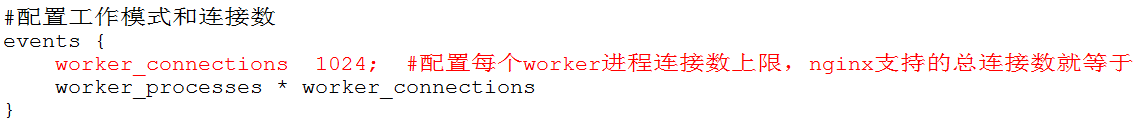 #配置工作模式和连接数
events {
    worker_connections  1024;  #配置每个worker进程连接数上限，nginx支持的总连接数就等于
    worker_processes * worker_connections
}